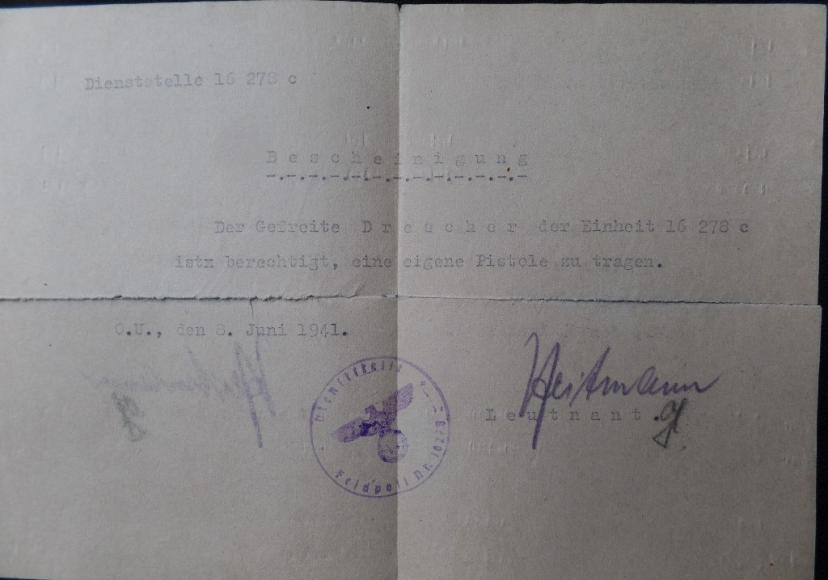 Dienststelle 16 278 c
B e s c h e i n i g u n g
Der Gefreite D r e s c h e r der Einheit 16 278 c
istz berechtigt, eine eigene Pistole zu tragen.
O.U., den 8. Juni 1941.
Heitmann
L e u t n a n t .
Dienststelle
Feldpost Nr. 16278